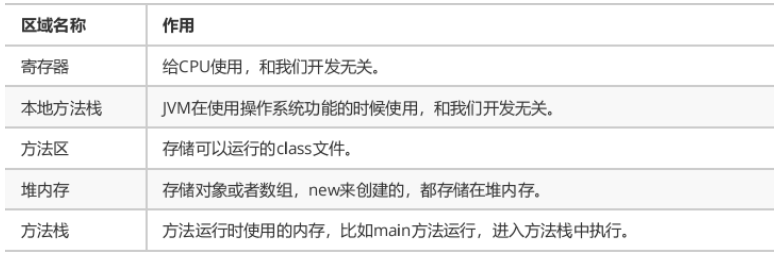 区域名称 作用
寄存器 给CPU使用，和我们开发无关。
本地方法栈 JVM在使用操作系统功能的时候使用，和我们开发无关。
方法区 存储可以运行的class文件。
堆内存 存储对象或者数组，new来创建的，都存储在堆内存。
方法栈 方法运行时使用的内存，比如main方法运行，进入方法栈中执行。